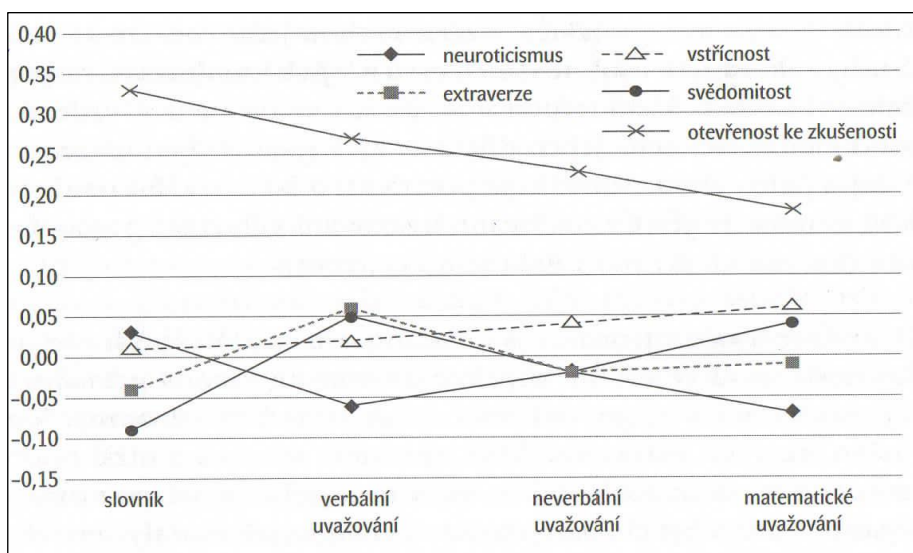 0,40
0,35
0,30
0,25
0,20
0,15
0,10
0,05
0,00
–0,05
–0,10
–0,15
neuroticismus
vstřícnost
extraverze
svědomitost
otevřenost ke zkušenosti
slovník
verbální
uvažování
neverbální
uvažování
matematické
uvažování